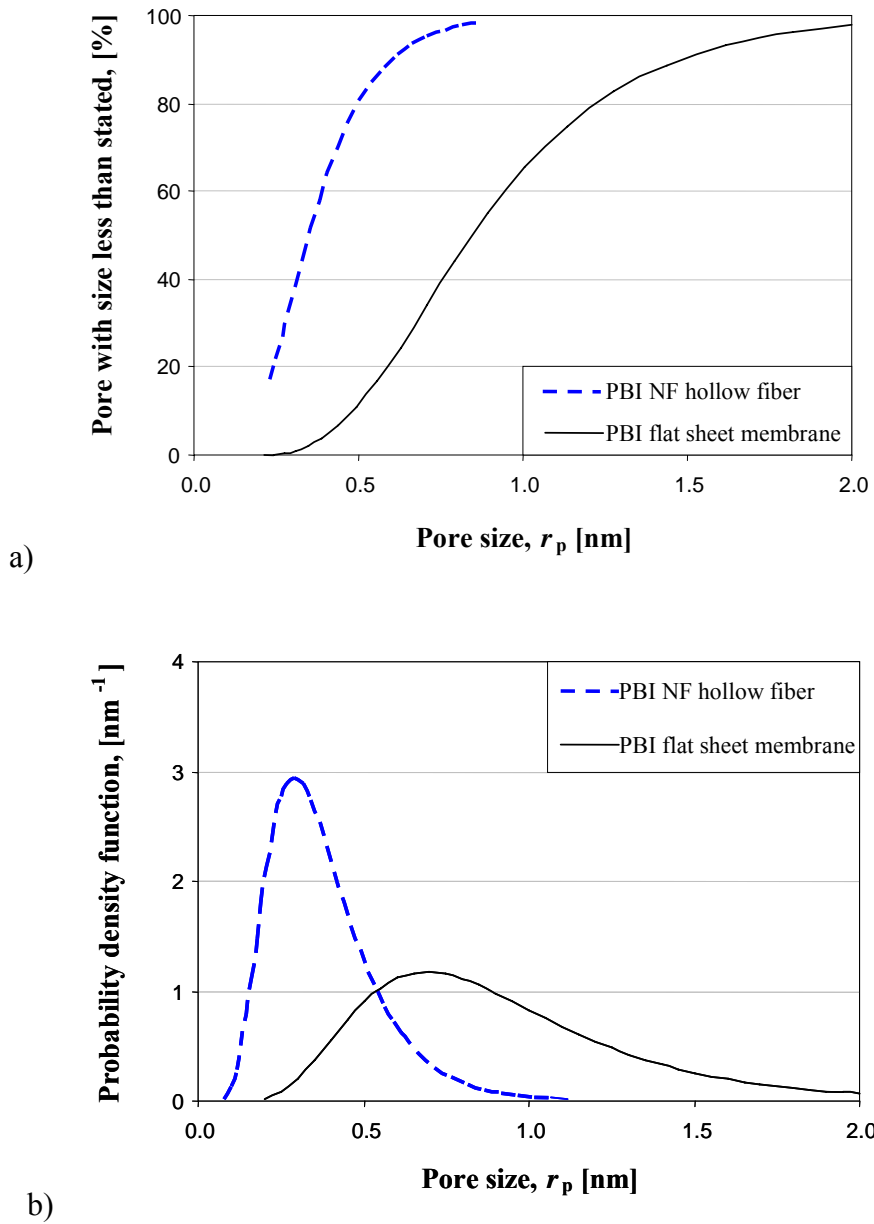 Pore with size less than stated, [%]
100
80
60
40
20
0
PBI NF hollow fiber
PBI flat sheet membrane
0.0 0.5 1.0 1.5 2.0
Pore size, r p [nm]
a)
Probability density function, [nm -1]
4
3
2
1
0
PBI NF hollow fiber
PBI flat sheet membrane
0.0 0.5 1.0 1.5 2.0
Pore size, r p [nm]
b)